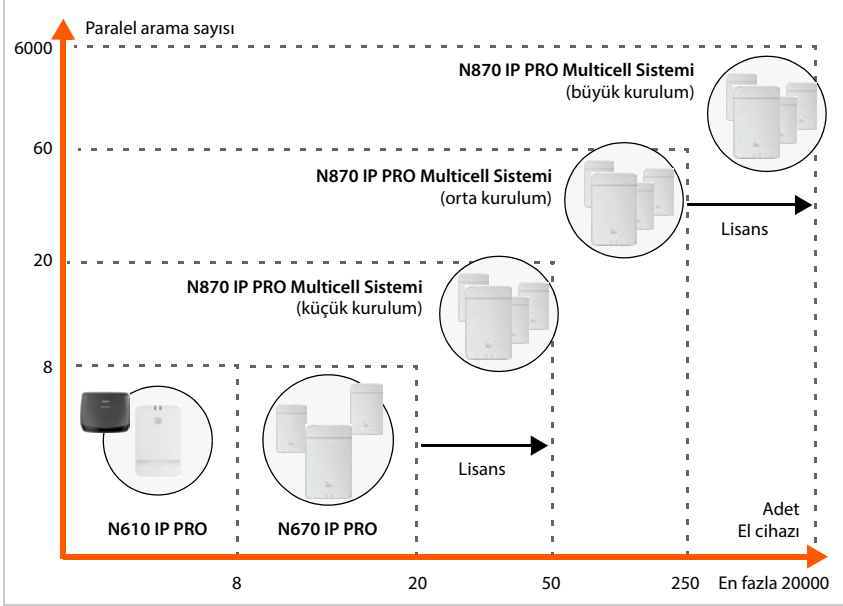 Paralel arama sayısı
6000
N870 IP PRO Multicell Sistemi
(büyük kurulum)
60
N870 IP PRO Multicell Sistemi
(orta kurulum)
Lisans
20
N870 IP PRO Multicell Sistemi
(küçük kurulum)
8
Lisans
N610 IP PRO
N670 IP PRO
Adet
El cihazı
8
20
50
250
En fazla 20000